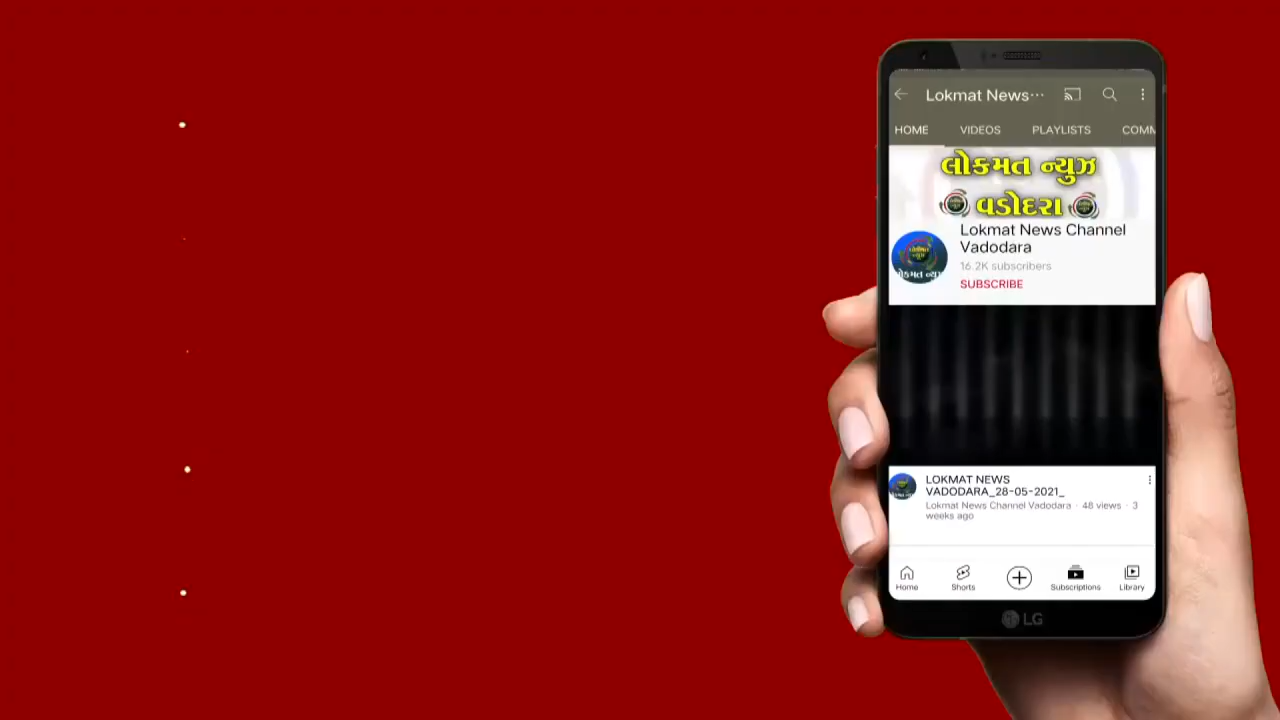 Lokmat News...
HOME VIDEOS PLAYLISTS COMM
લોકમત ન્યુઝ
વડોદરા
Lokmat News Channel
Vadodara
16.2K subscribers
SUBSCRIBE
LOKMAT NEWS
VADODARA_28-05-2021_
Lokmat News Channel Vadodara · 48 views · 3
weeks ago
Home Shorts Subscriptions Library
LG